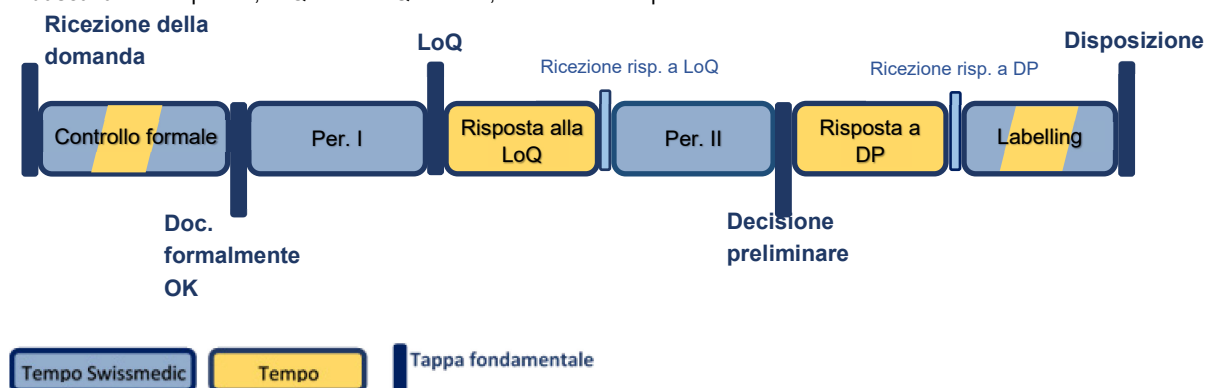 Ricezione della
domanda
LoQ
Disposizione
Ricezione risp. a LoQ
Ricezione risp. a DP
Controllo formale
Per. I
Risposta alla
LoQ
Per. II
Risposta a
DP
Labelling
Doc.
formalmente
OK
Decisione
preliminare
Tempo Swissmedic
Tempo
Tappa fondamentale